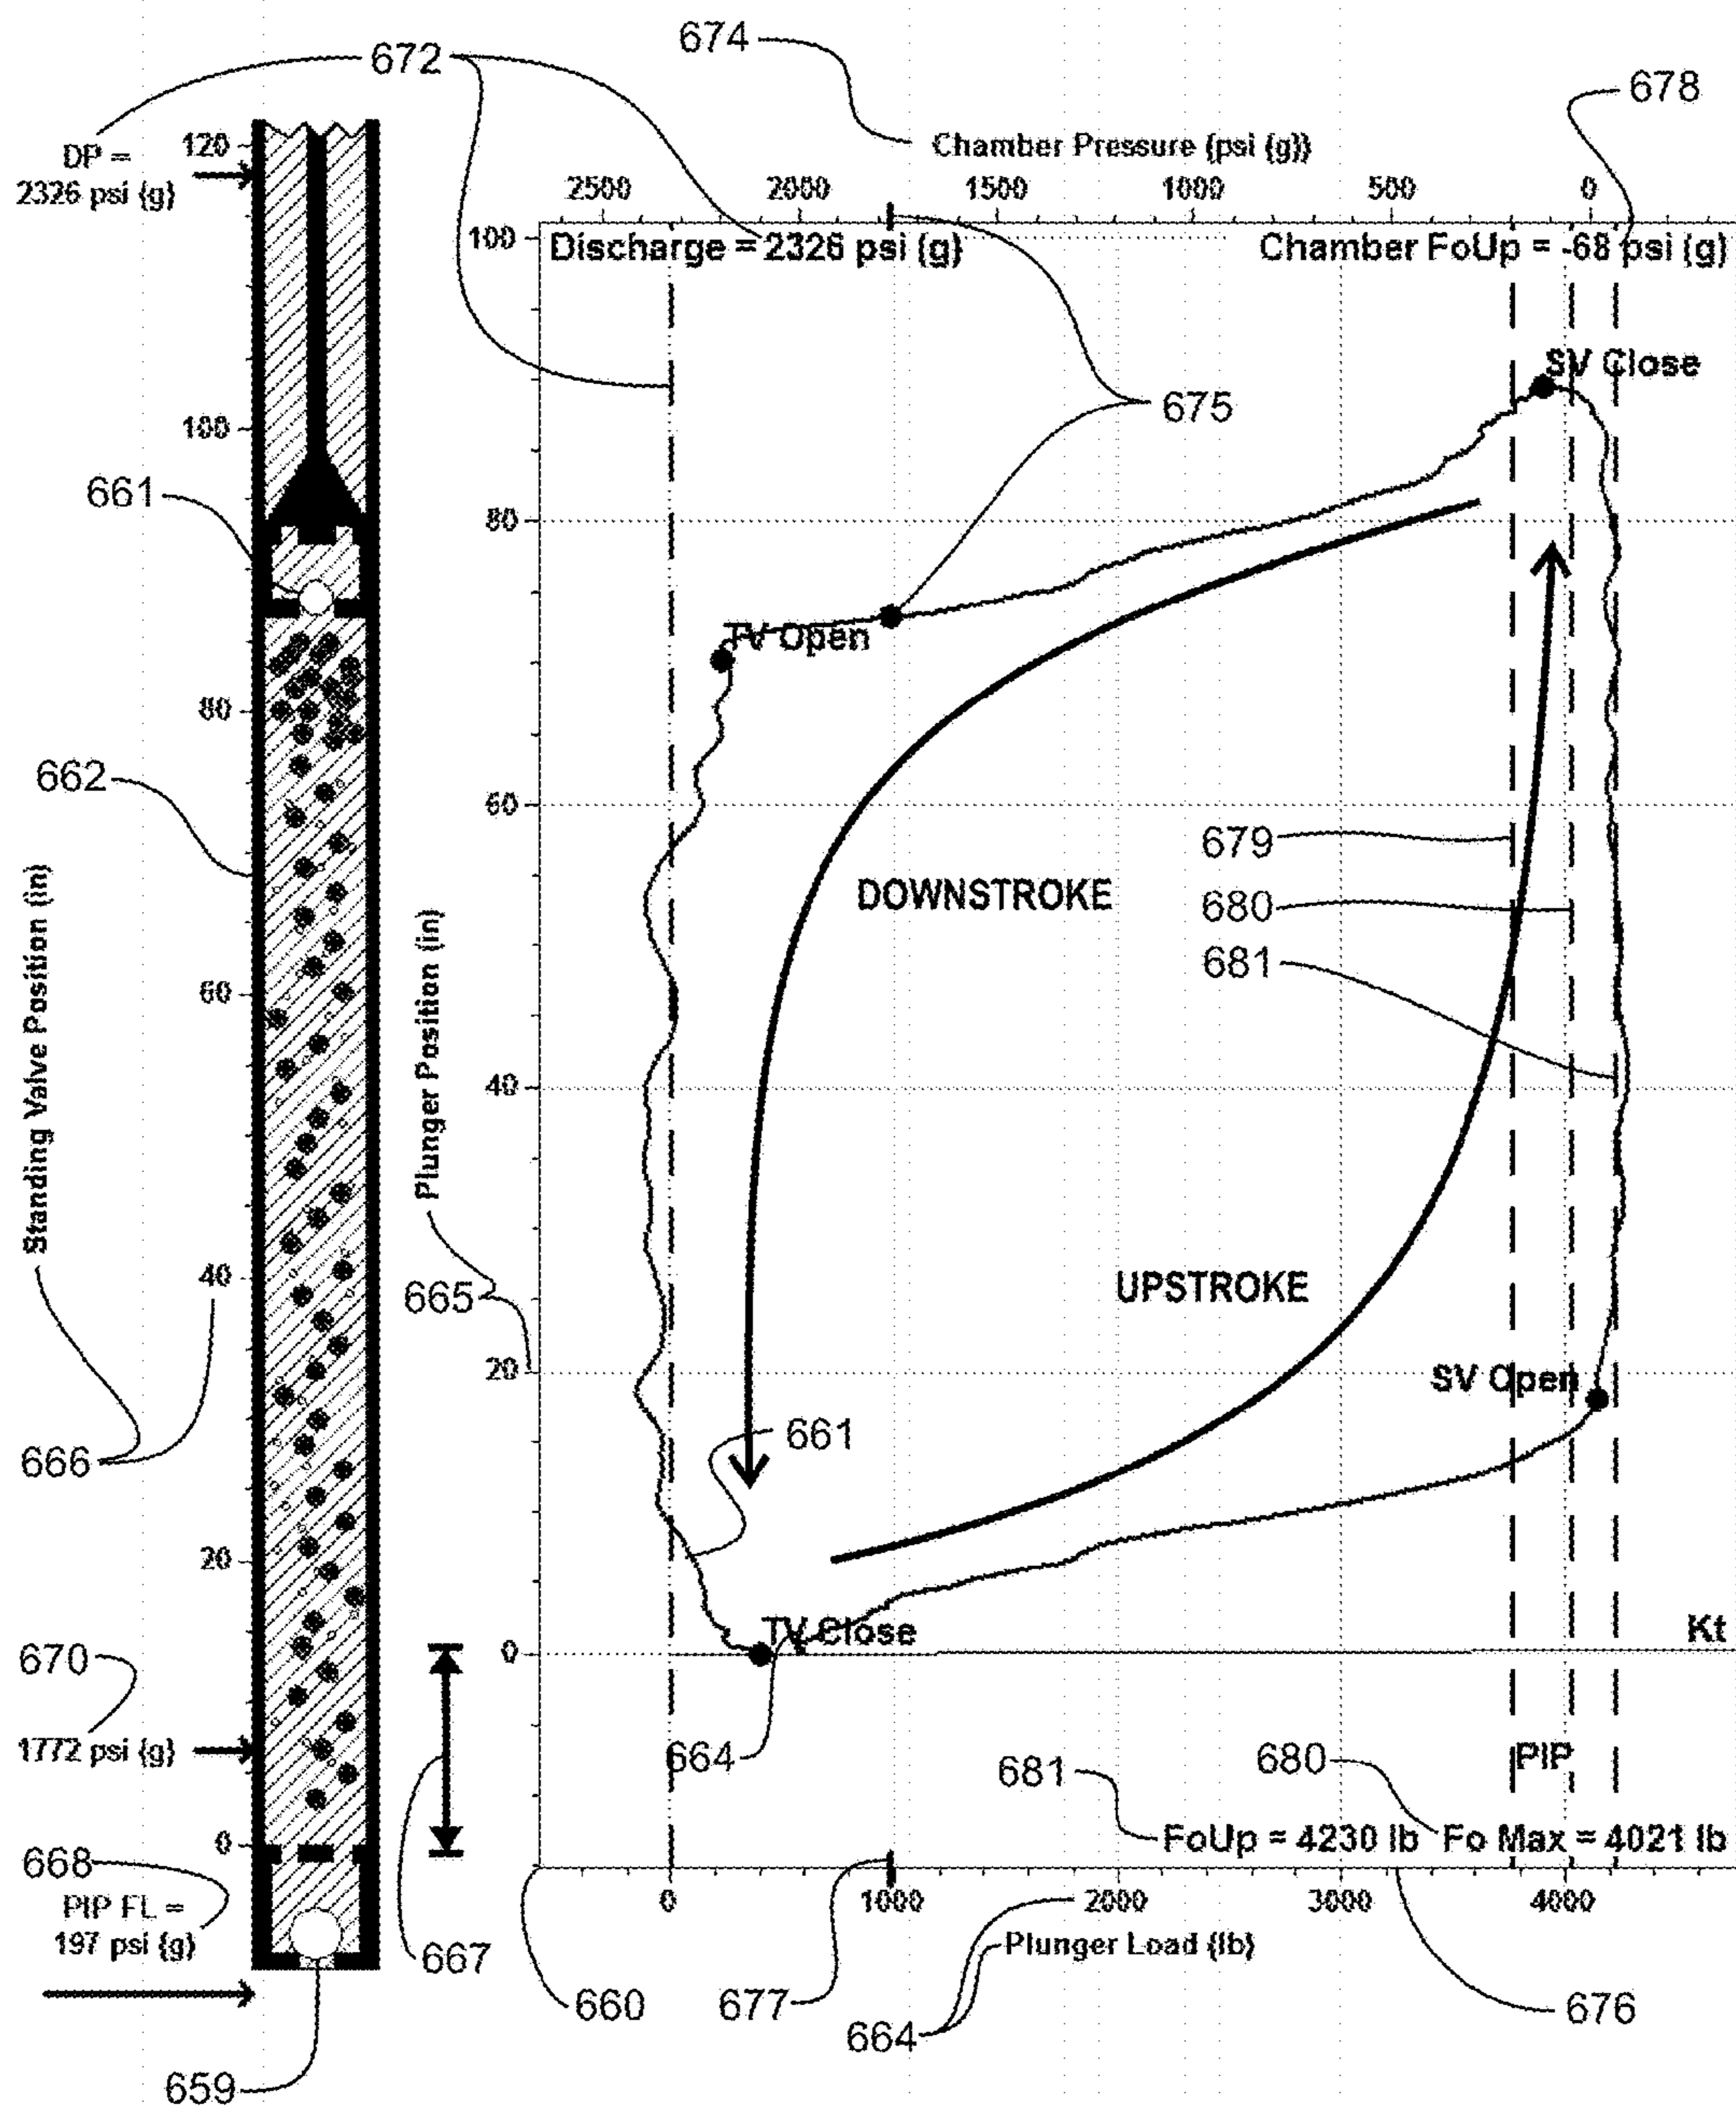 672
674
678
DP =
2326 psi (g)
Chamber Pressure (psi (g))
2500 2000 1500 1000 500 0
Discharge = 2326 psi (g)
Chamber FoUp = -68 psi (g)
120
100
80
60
40
20
0
100
80
60
40
20
0
SV Close
675
661
TV Open
662
679
DOWNSTROKE
680
681
Standing Valve Position (in)
Plunger Position (in)
665
UPSTROKE
SV Open
666
661
TV Close
Kt
670
1772 psi (g)
664
681
680
PIP
FoUp = 4230 lb
Fo Max = 4021 lb
668
PIP FL =
197 psi (g)
0 1000 2000 3000 4000
Plunger Load (lb)
667
660
677
664
676
659